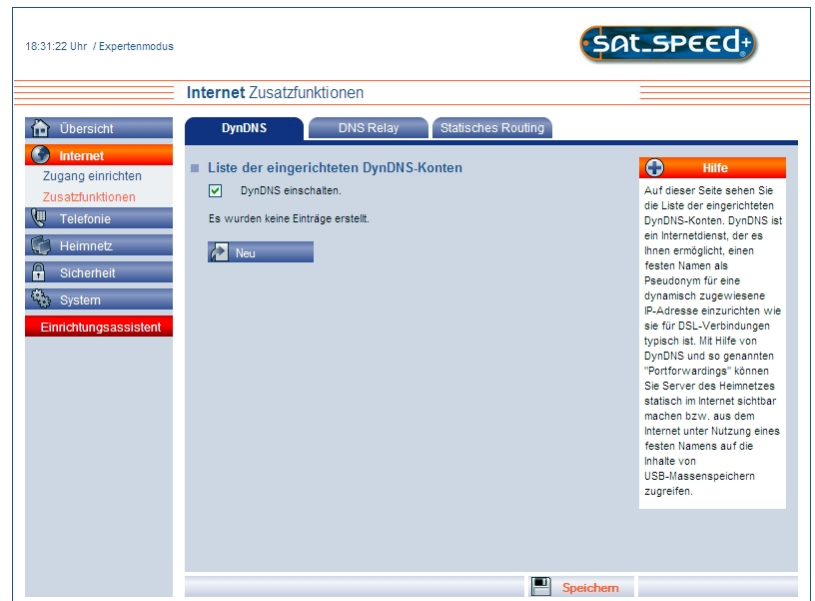 18:31:22 Uhr / Expertenmodus
sat_speed+
Internet Zusatzfunktionen
Übersicht
Internet
Zugang einrichten
Zusatzfunktionen
Telefonie
Heimnetz
Sicherheit
System
Einrichtungsassistent
DynDNS
DNS Relay
Statisches Routing
Liste der eingerichteten DynDNS-Konten
DynDNS einschalten.
Es wurden keine Einträge erstellt.
Neu
Hilfe
Auf dieser Seite sehen Sie
die Liste der eingerichteten
DynDNS-Konten. DynDNS ist
ein Internetdienst, der es
Ihnen ermöglicht, einen
festen Namen als
Pseudonym für eine
dynamisch zugewiesene
IP-Adresse einzurichten wie
sie für DSL-Verbindungen
typisch ist. Mit Hilfe von
DynDNS und so genannten
"Portforwardings" können
Sie Server des Heimnetzes
statisch im Internet sichtbar
machen bzw. aus dem
Internet unter Nutzung eines
festen Namens auf die
Inhalte von
USB-Massenspeichern
zugreifen.
Speichern